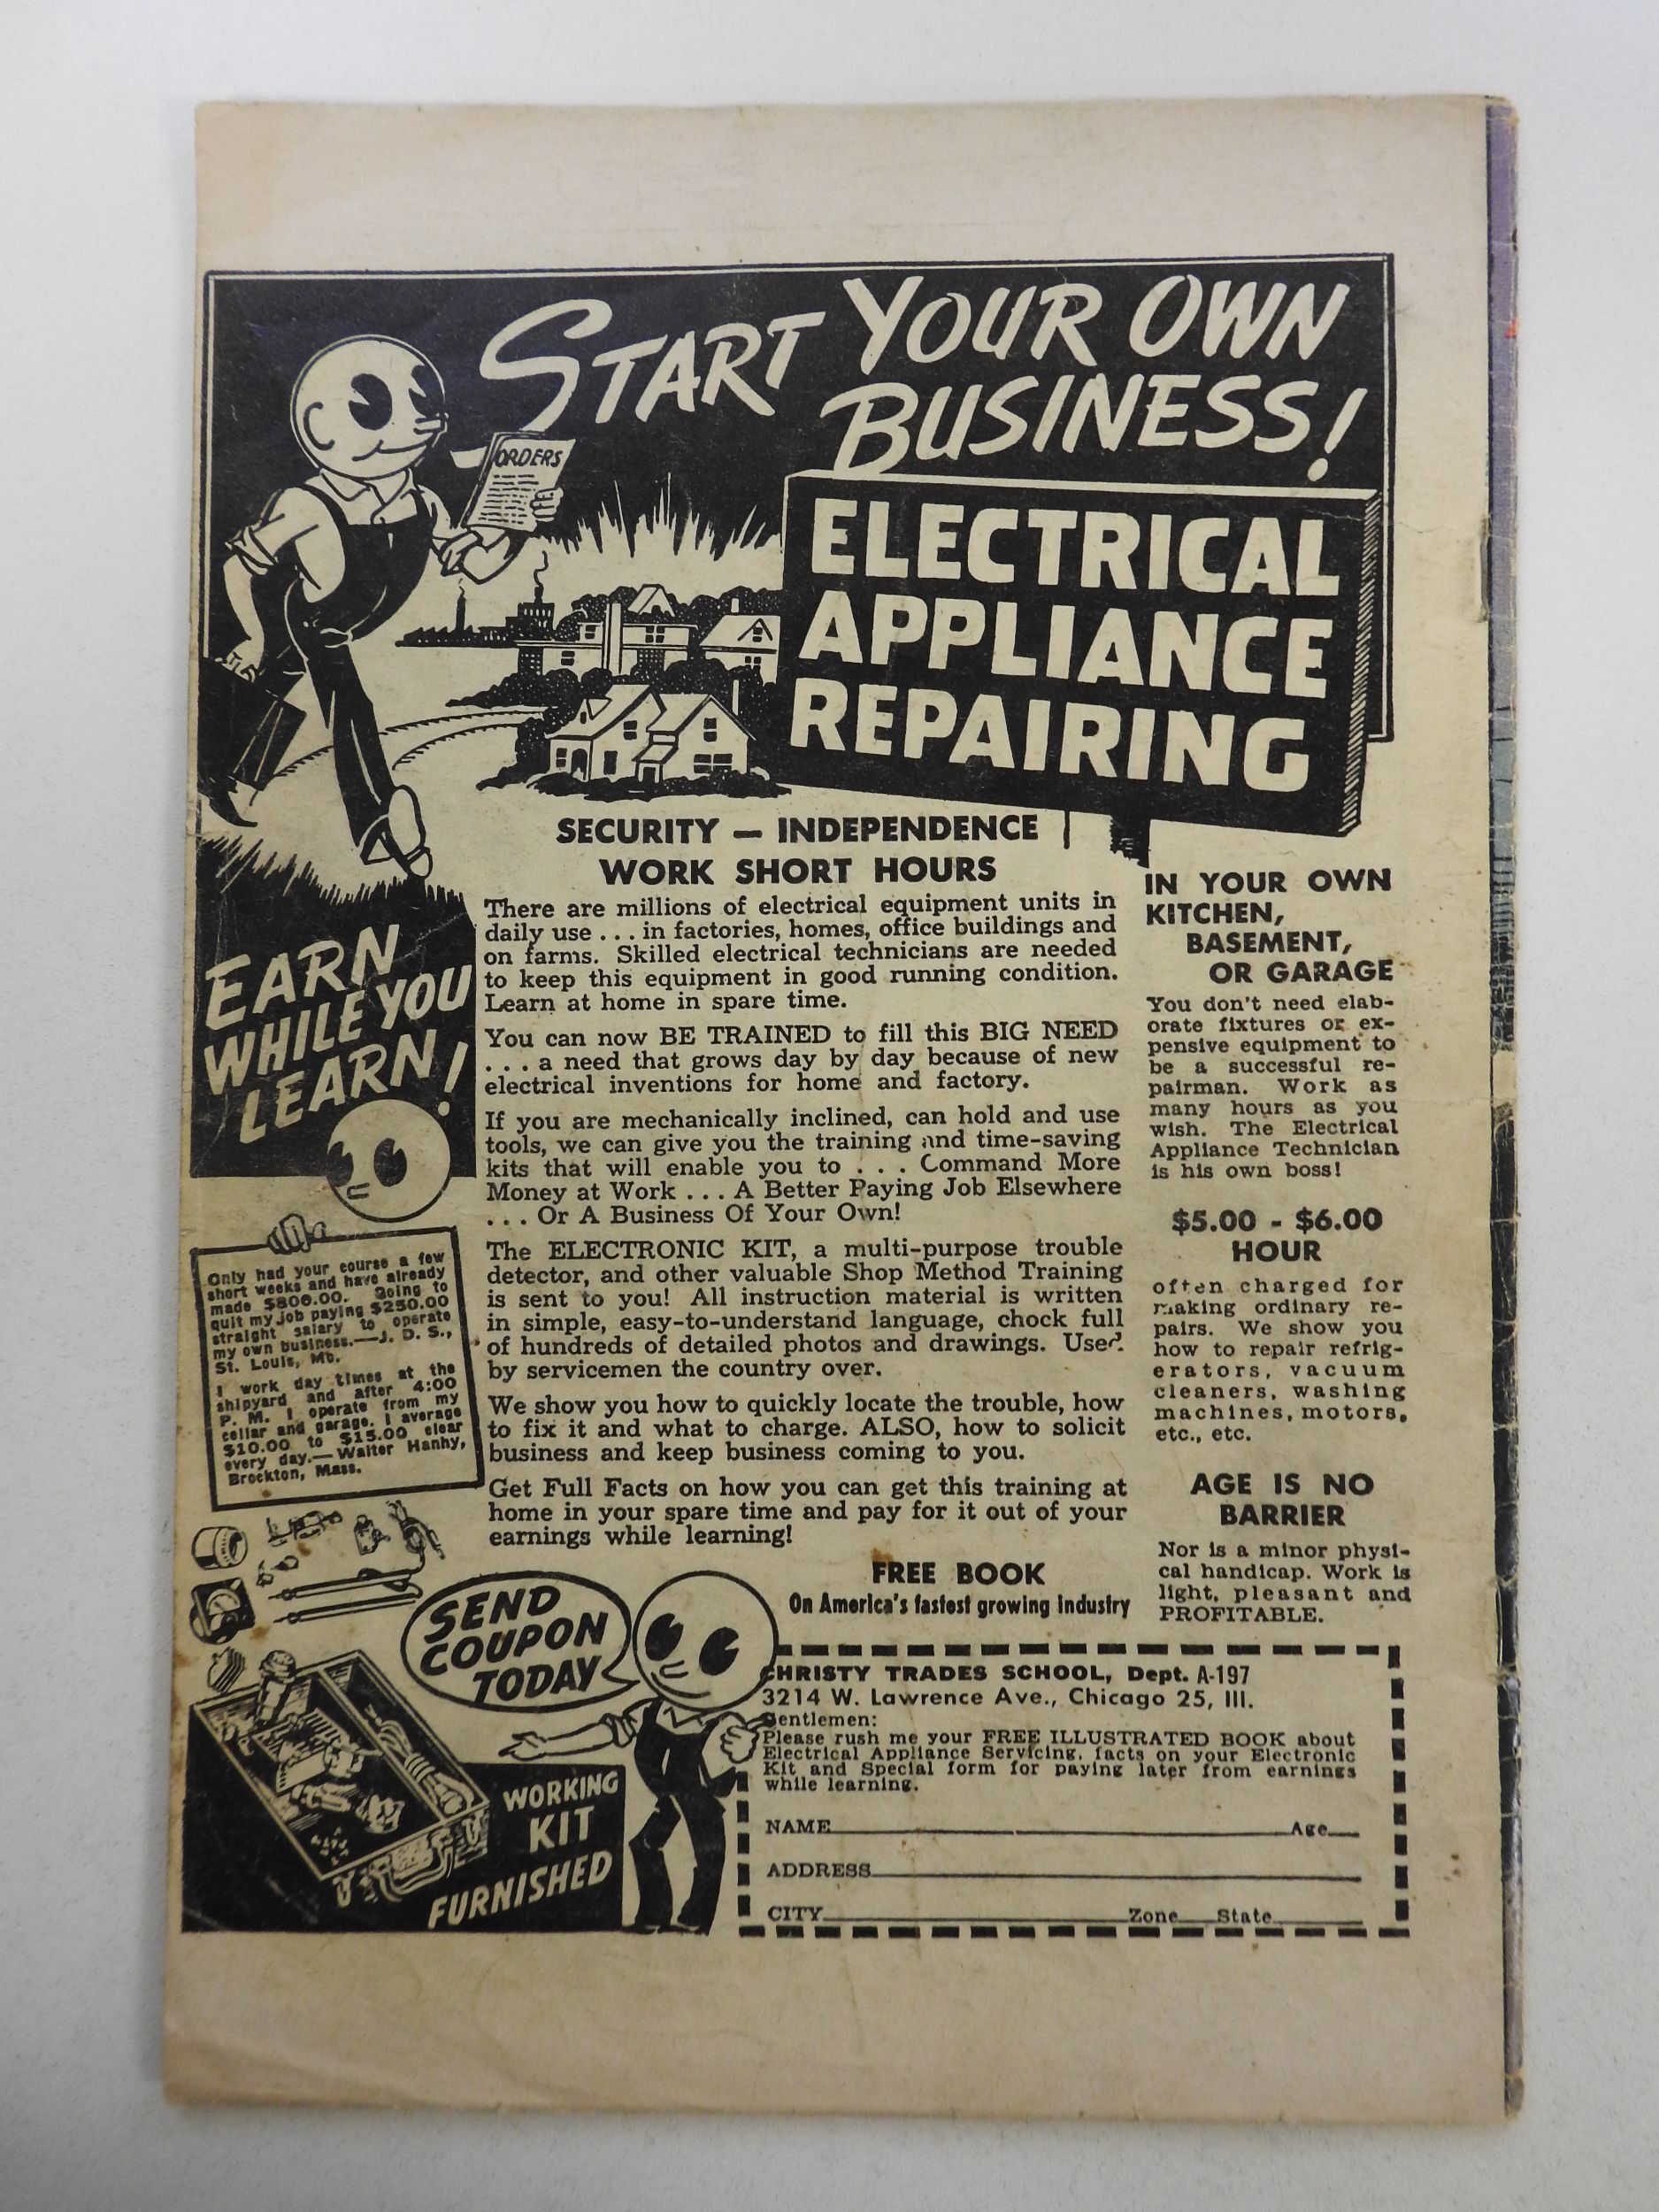 START YOUR OWN
BUSINESS!
ORDERS
ELECTRICAL
APPLIANCE
REPAIRING
SECURITY — INDEPENDENCE
WORK SHORT HOURS
There are millions of electrical equipment units in
daily use . . . in factories, homes, office buildings and
on farms. Skilled electrical technicians are needed
to keep this equipment in good running condition.
Learn at home in spare time.
You can now BE TRAINED to fill this BIG NEED
. . . a need that grows day by day because of new
electrical inventions for home and factory.
If you are mechanically inclined, can hold and use
tools, we can give you the training and time-saving
kits that will enable you to . . . Command More
Money at Work . . . A Better Paying Job Elsewhere
. . . Or A Business Of Your Own!
The ELECTRONIC KIT, a multi-purpose trouble
detector, and other valuable Shop Method Training
is sent to you! All instruction material is written
in simple, easy-to-understand language, chock full
of hundreds of detailed photos and drawings. Used
by servicemen the country over.
We show you how to quickly locate the trouble, how
to fix it and what to charge. ALSO, how to solicit
business and keep business coming to you.
Get Full Facts on how you can get this training at
home in your spare time and pay for it out of your
earnings while learning!
EARN
WHILE YOU
LEARN!
Only had your course a few
short weeks and have already
made $800.00. Going to
quit my job paying $250.00
straight salary to operate
my own business.—J. D. S.,
St. Louis, Mo.
I work day times at the
shipyard and after 4:00
P. M. I operate from my
cellar and garage. I average
$10.00 to $15.00 clear
every day.—Walter Hanhy,
Brockton, Mass.
IN YOUR OWN
KITCHEN,
BASEMENT,
OR GARAGE
You don't need elab-
orate fixtures or ex-
pensive equipment to
be a successful re-
pairman. Work as
many hours as you
wish. The Electrical
Appliance Technician
is his own boss!
$5.00 - $6.00
HOUR
often charged for
making ordinary re-
pairs. We show you
how to repair refrig-
erators, vacuum
cleaners, washing
machines, motors,
etc., etc.
AGE IS NO
BARRIER
Nor is a minor physi-
cal handicap. Work is
light, pleasant and
PROFITABLE.
FREE BOOK
On America's fastest growing industry
SEND
COUPON
TODAY
WORKING
KIT
FURNISHED
CHRISTY TRADES SCHOOL, Dept. A-197
3214 W. Lawrence Ave., Chicago 25, Ill.
Gentlemen:
Please rush me your FREE ILLUSTRATED BOOK about
Electrical Appliance Servicing, facts on your Electronic
Kit and Special form for paying later from earnings
while learning.
NAME Age
ADDRESS
CITY Zone State